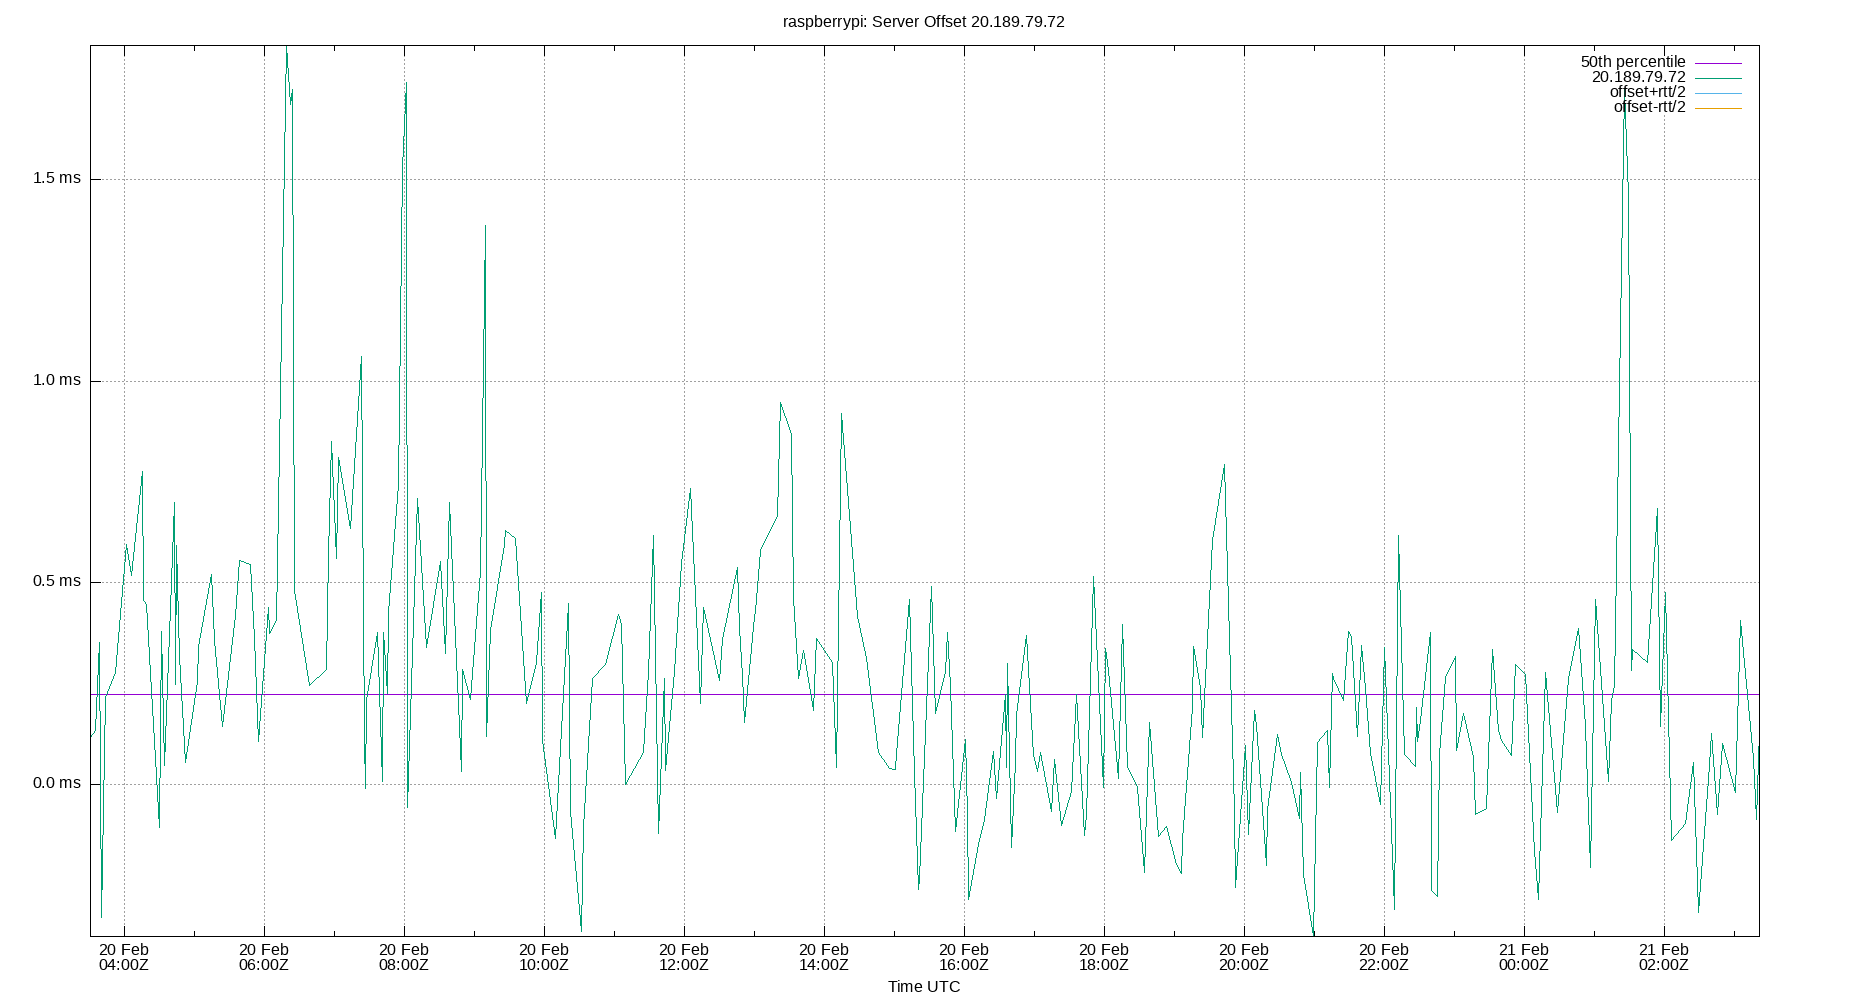 raspberrypi: Server Offset 20.189.79.72
50th percentile
20.189.79.72
offset+rtt/2
offset-rtt/2
1.5 ms
1.0 ms
0.5 ms
0.0 ms
20 Feb 20 Feb 20 Feb 20 Feb 20 Feb 20 Feb 20 Feb 20 Feb 20 Feb 20 Feb 21 Feb 21 Feb
04:00Z 06:00Z 08:00Z 10:00Z 12:00Z 14:00Z 16:00Z 18:00Z 20:00Z 22:00Z 00:00Z 02:00Z
Time UTC